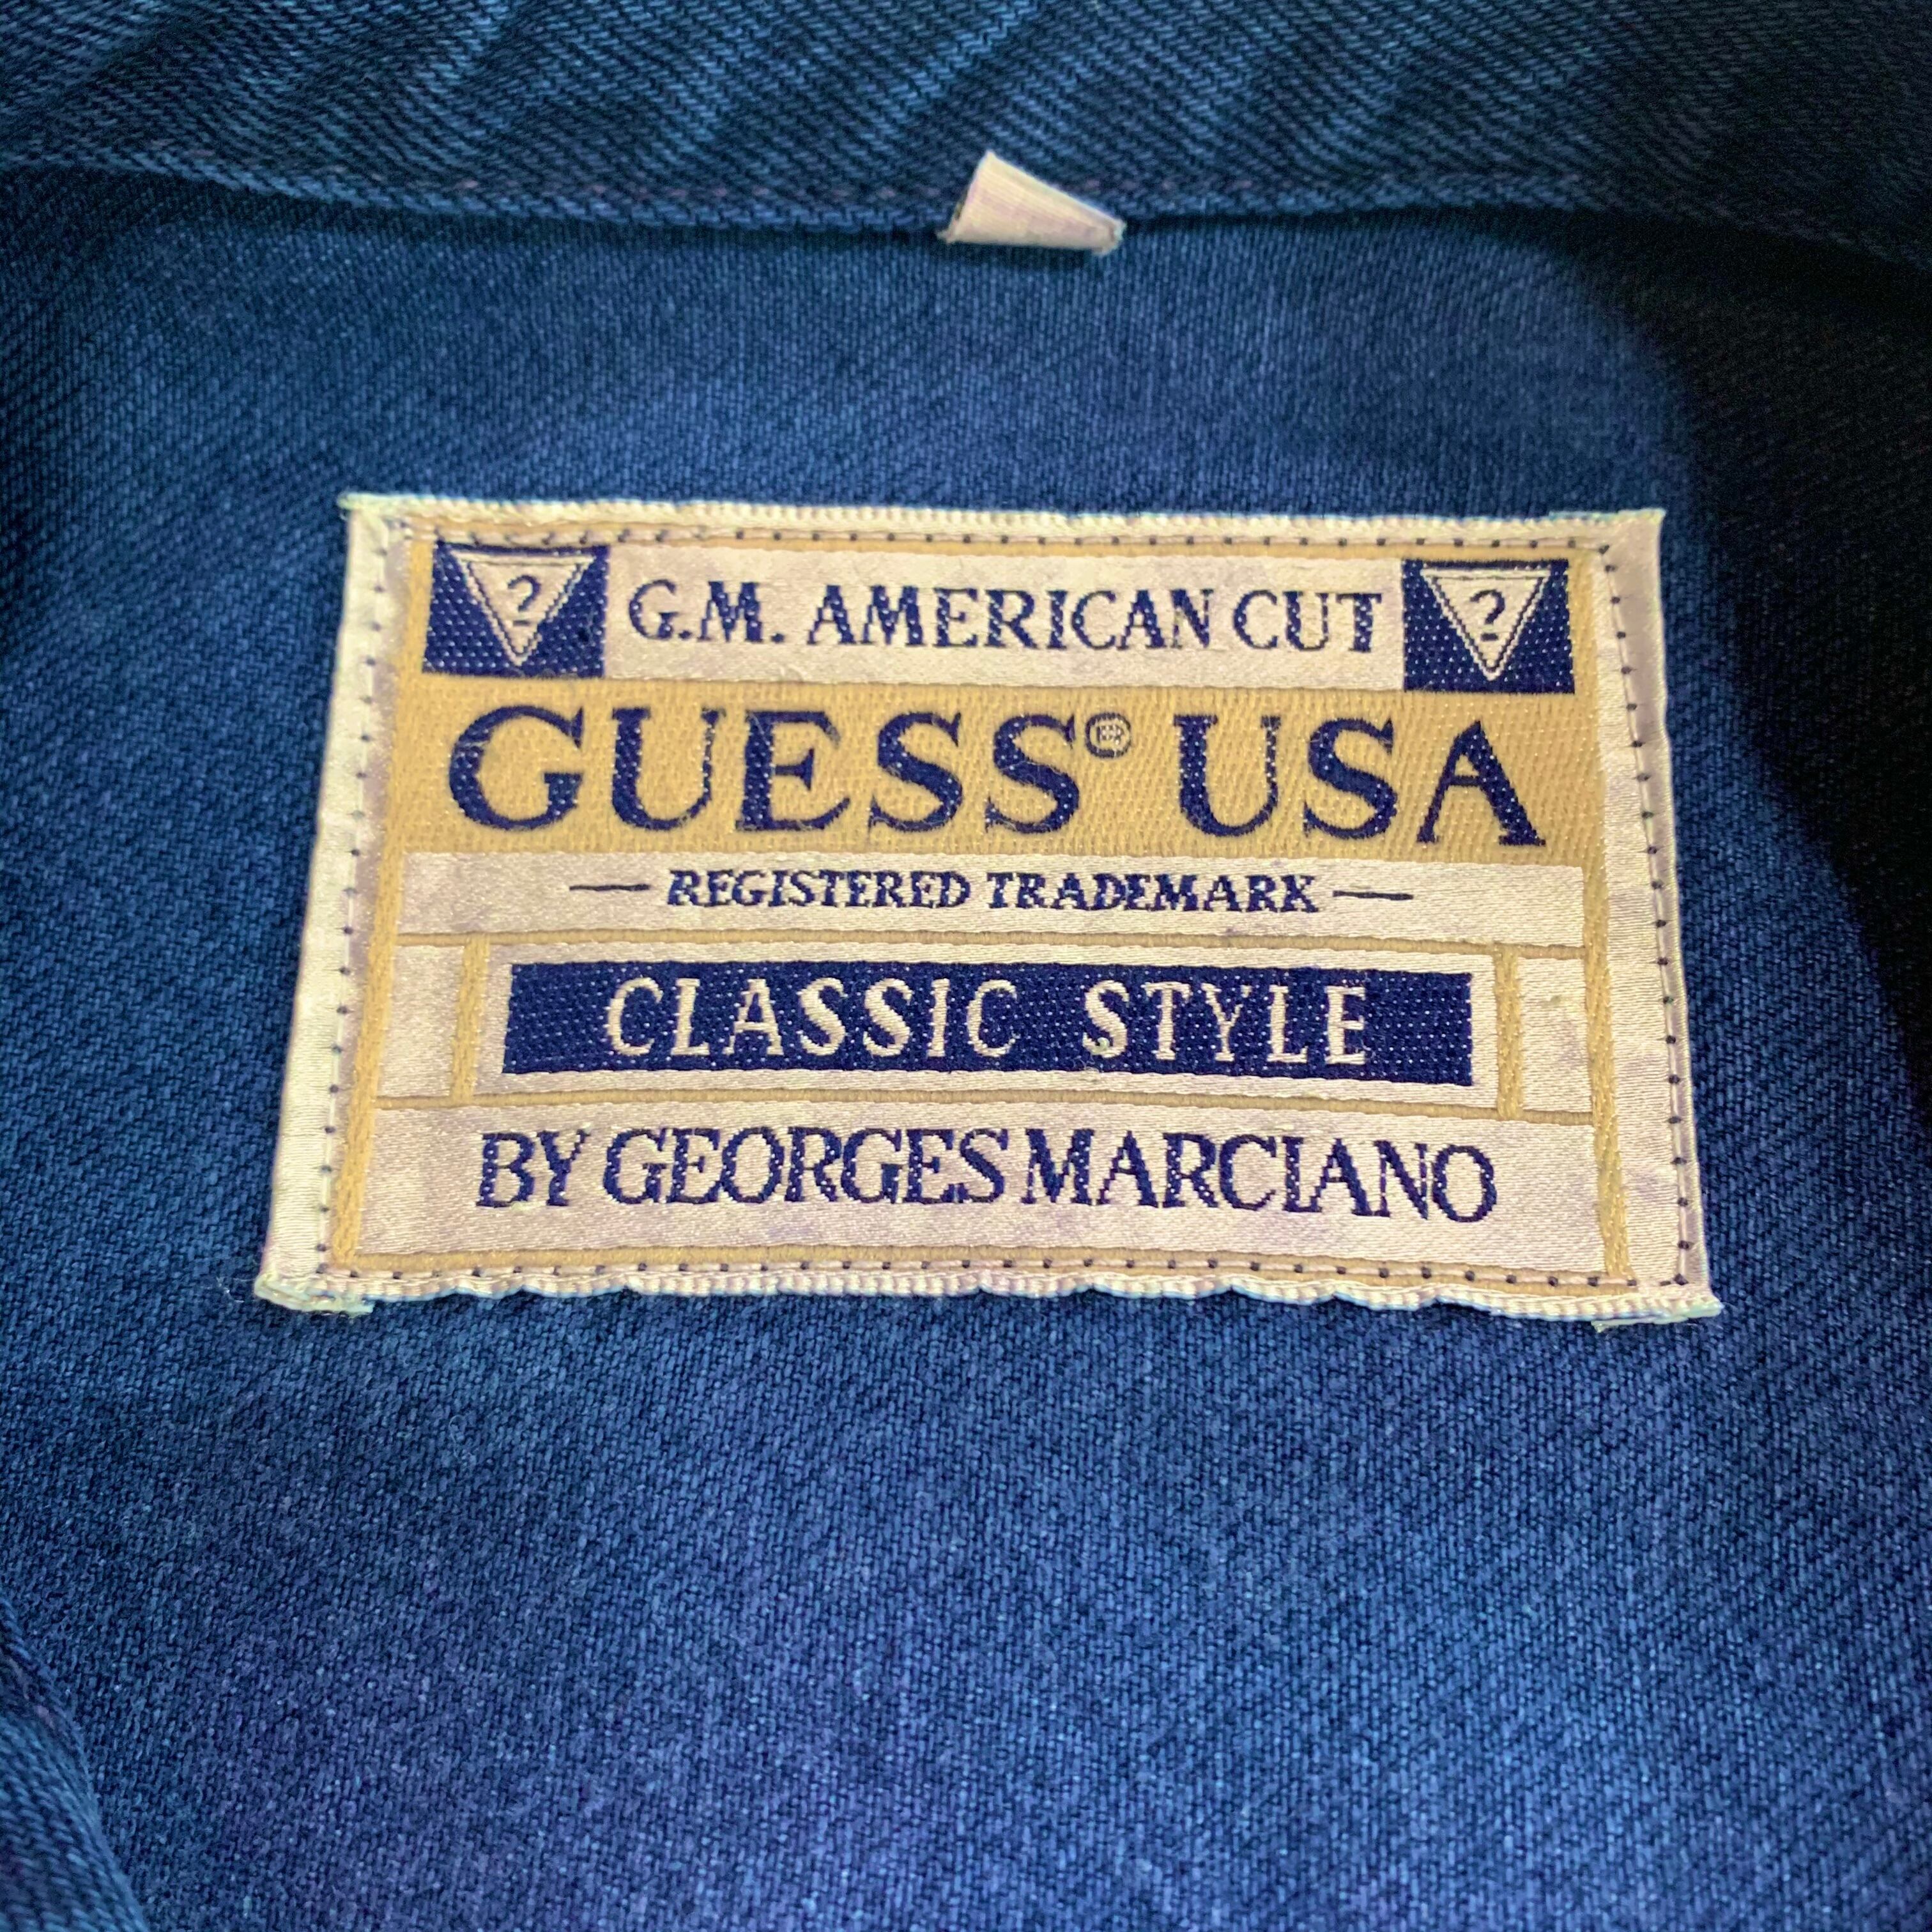 ? G.M. AMERICAN CUT ?
GUESS® USA
— REGISTERED TRADEMARK —
CLASSIC STYLE
BY GEORGES MARCIANO